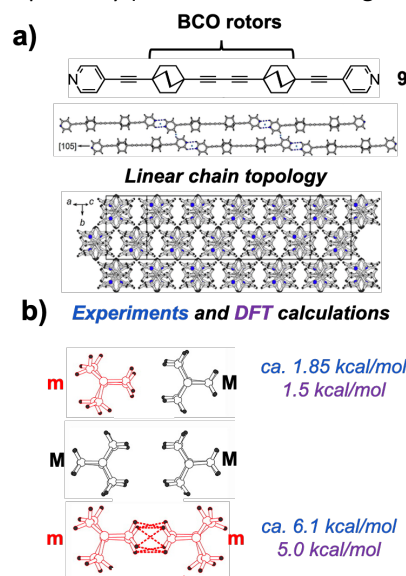 BCO rotors
a)
N
N
9
[105]
Linear chain topology
a c
b
b) Experiments and DFT calculations
m M ca. 1.85 kcal/mol
1.5 kcal/mol
M M
m m ca. 6.1 kcal/mol
5.0 kcal/mol